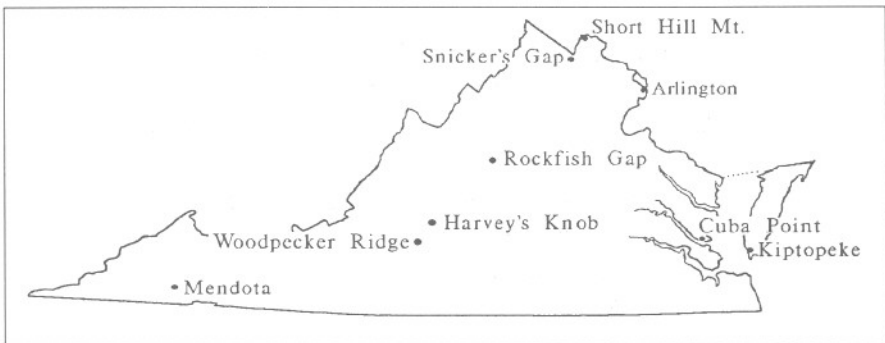 Short Hill Mt.
Snicker's Gap
Arlington
Rockfish Gap
Harvey's Knob
Cuba Point
Woodpecker Ridge
Kiptopeke
Mendota